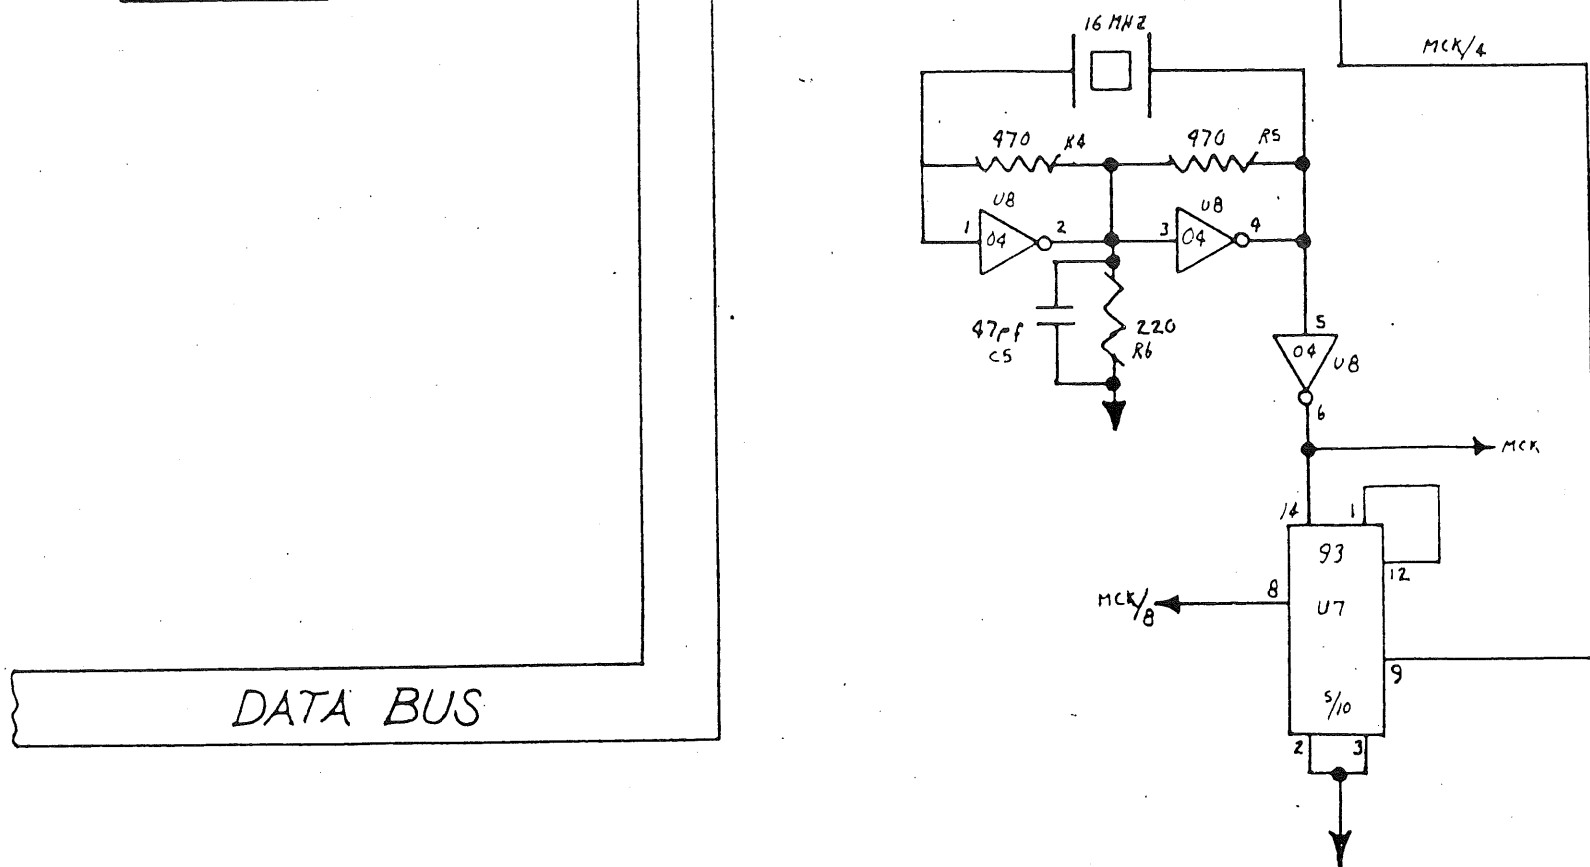 16 MHZ
MCK/4
470 R4
470 R5
U8
U8
1 04 2
3 04 4
47pf
C5
220
R6
5
04 U8
6
MCK
14 1
93
12
8
MCK/8
U7
9
5/10
2 3
DATA BUS